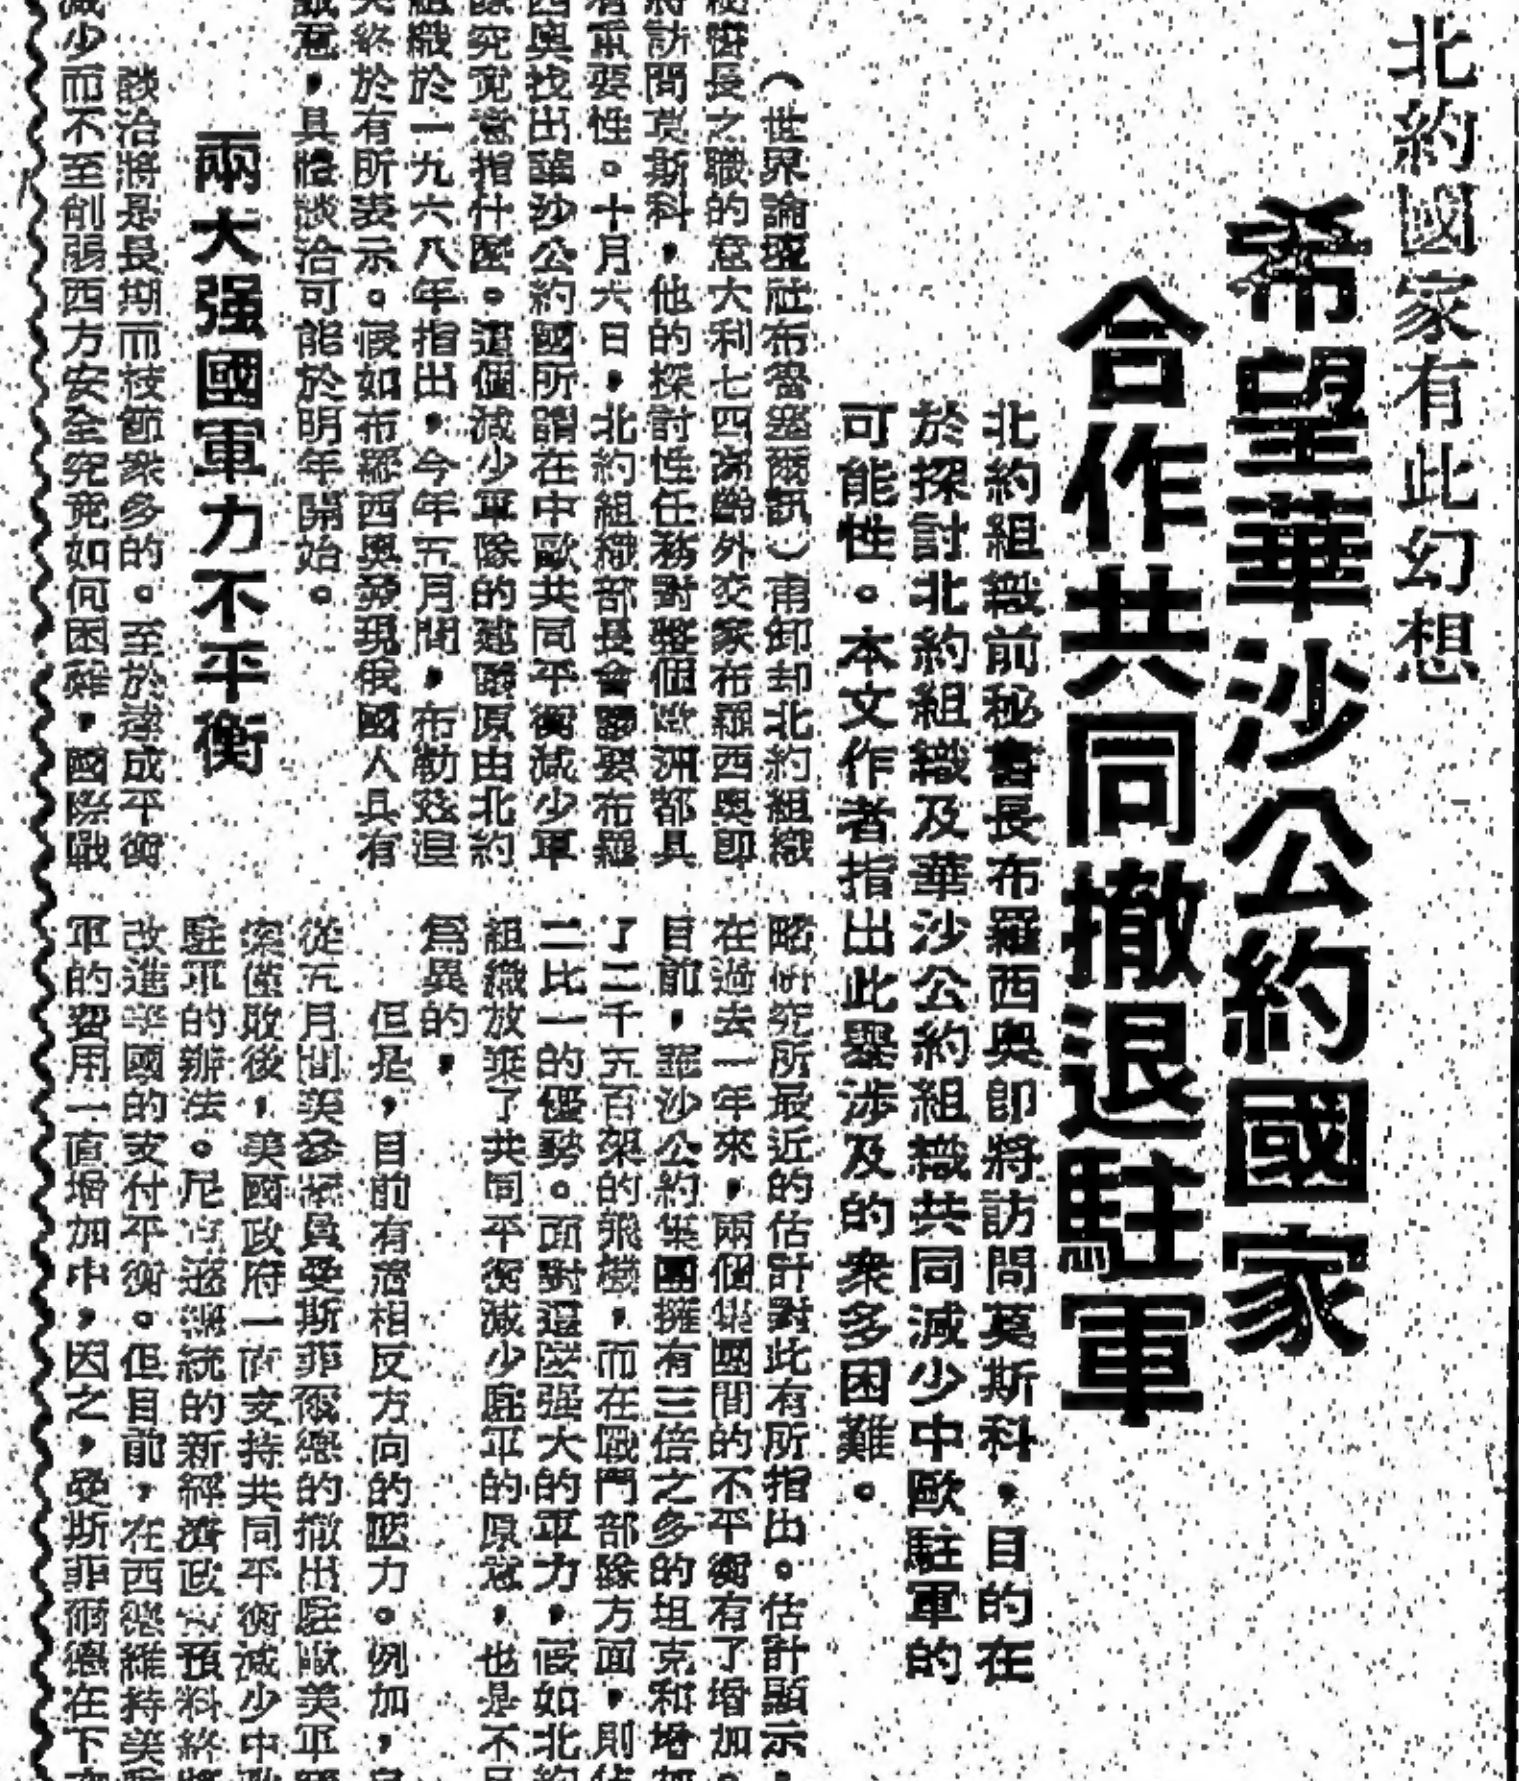 北約國家有此幻想
希望華沙公約國家
合作共同撤退駐軍
北約組織前秘書長布羅西奧卽將訪問莫斯科，目的在
於探討北約組織及華沙公約組織共同減少中歐駐軍的
可能性。本文作者指出此舉涉及的衆多困難。
（世界論壇社布魯塞爾訊）甫卸却北約組織
秘書長之職的意大利七四高齡外交家布羅西奧卽
將訪問莫斯科，他的探討性任務對整個歐洲都具
重要性。十月六日，北約組織部長會議要布羅
西奧找出華沙公約國所謂在中歐共同平衡減少軍
隊究竟意指什麼。這個減少軍隊的建議原由北約
組織於一九六八年指出，今年五月間，布勒茲湼
夫終於有所表示。假如布羅西奧發現俄國人具有
誠意，具體談洽可能於明年開始。
兩大强國軍力不平衡
談洽將是長期而枝節衆多的。至於達成平衡
減少而不至削弱西方安全究竟如何困難，國際戰
略研究所最近的估計對此有所指出。估計顯示，
在過去一年來，兩個集團間的不平衡有了增加。
目前，華沙公約集團擁有三倍之多的坦克和增加
了二千五百架的飛機，而在戰鬥部隊方面，則佔
二比一的優勢。面對這麽强大的軍力，假如北約
組織放棄了共同平衡減少駐軍的原意，也是不足
爲異的，
但是，目前有着相反方向的壓力。例加，自
從五月間美參議員曼斯菲爾德的撤出駐歐美軍
案僅敗後，美國政府一直支持共同平衡減少中歐
駐軍的辦法。尼克遜總統的新經濟政策預料終將
改進美國的支付平衡。但目前，在西德維持美
軍的費用一直增加中，因之，曼斯菲爾德在下